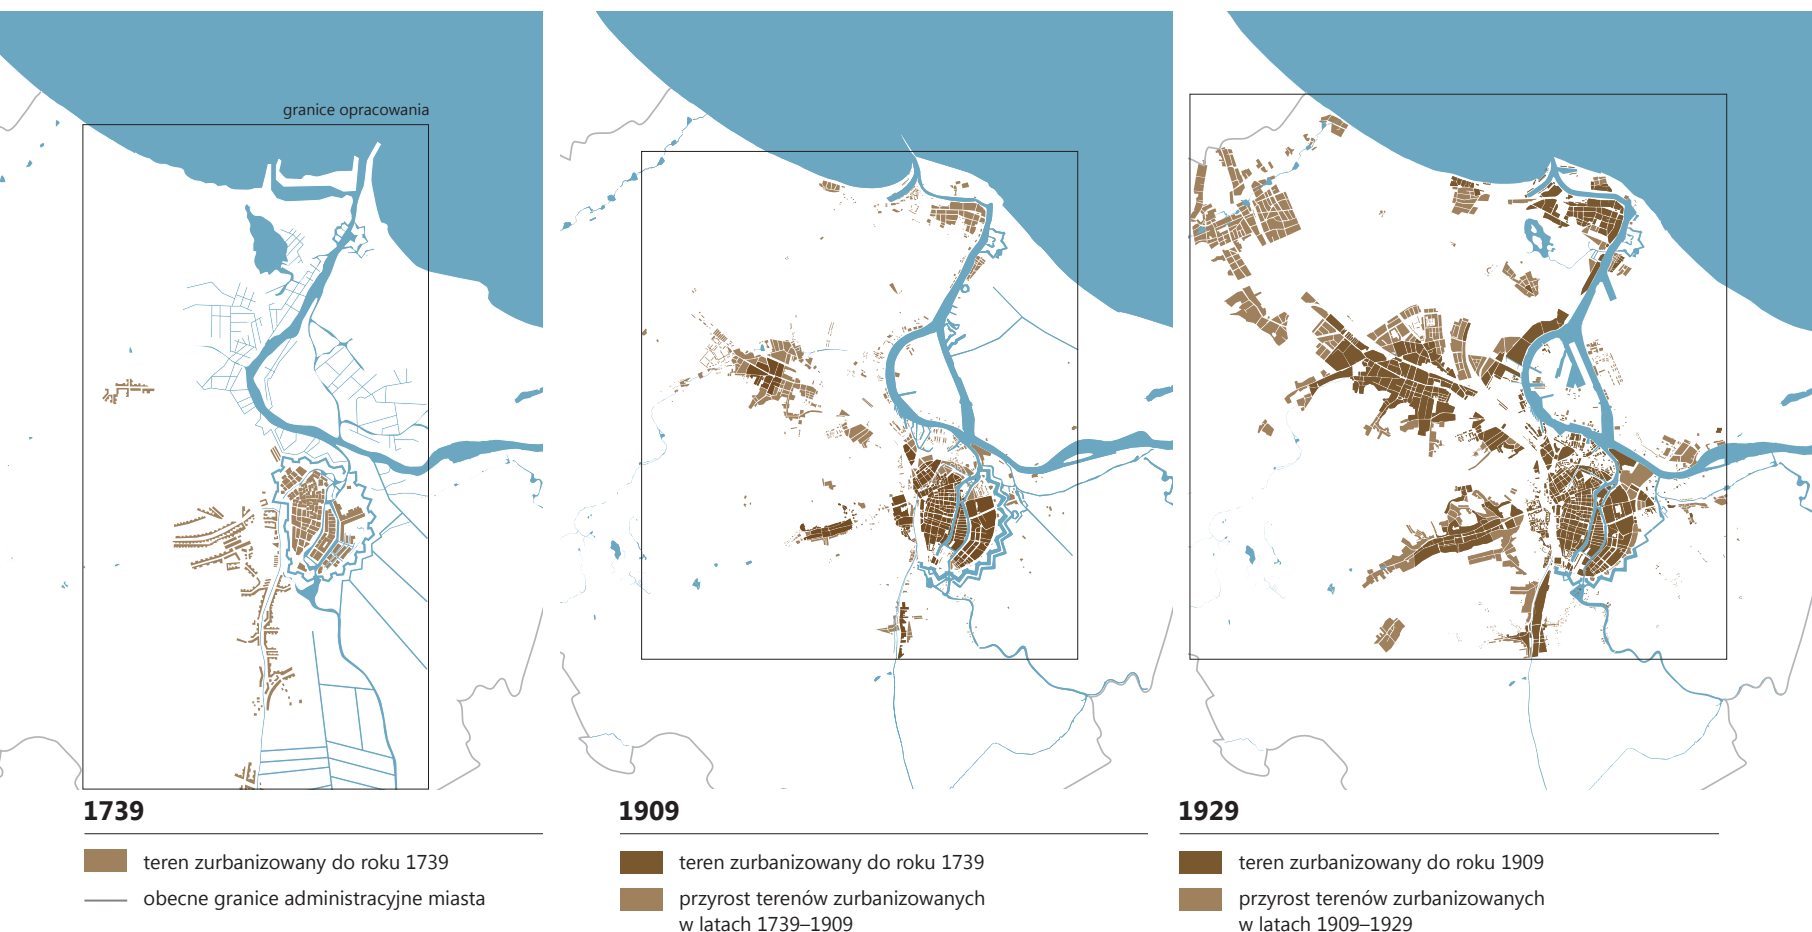 granice opracowania
1739
teren zurbanizowany do roku 1739
obecne granice administracyjne miasta
1909
teren zurbanizowany do roku 1739
przyrost terenów zurbanizowanych
w latach 1739–1909
1929
teren zurbanizowany do roku 1909
przyrost terenów zurbanizowanych
w latach 1909–1929